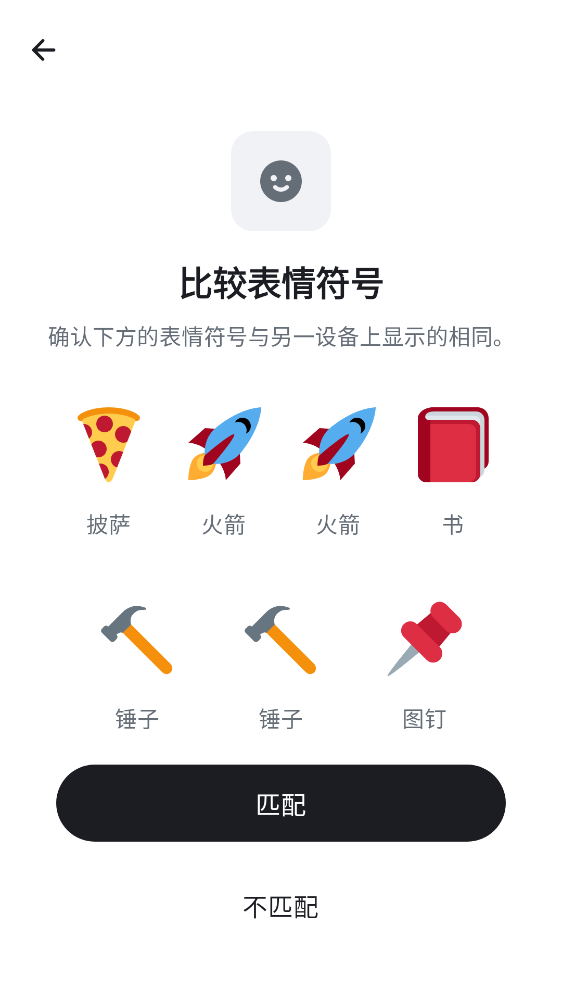 比较表情符号
确认下方的表情符号与另一设备上显示的相同。
披萨 火箭 火箭 书
锤子 锤子 图钉
匹配
不匹配